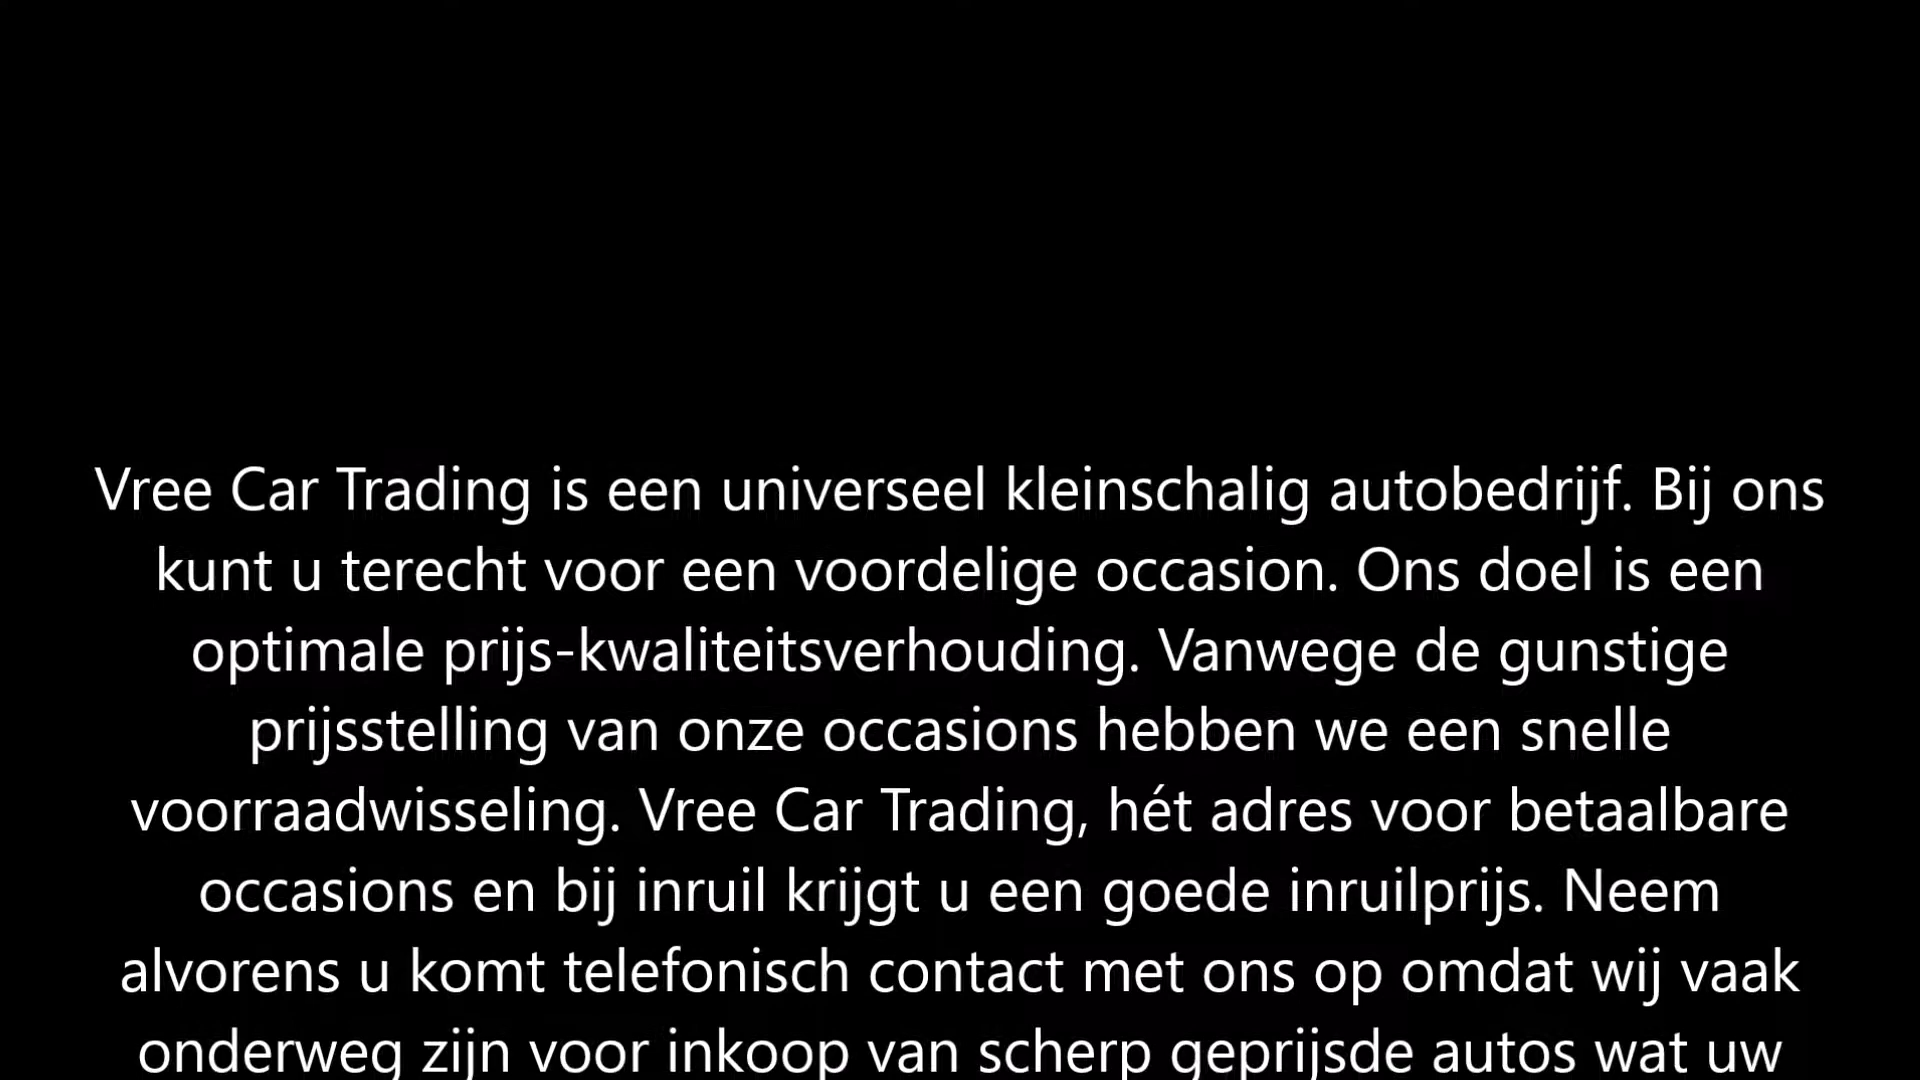 Vree Car Trading is een universeel kleinschalig autobedrijf. Bij ons
kunt u terecht voor een voordelige occasion. Ons doel is een
optimale prijs-kwaliteitsverhouding. Vanwege de gunstige
prijsstelling van onze occasions hebben we een snelle
voorraadwisseling. Vree Car Trading, hét adres voor betaalbare
occasions en bij inruil krijgt u een goede inruilprijs. Neem
alvorens u komt telefonisch contact met ons op omdat wij vaak
onderweg zijn voor inkoop van scherp geprijsde autos wat uw